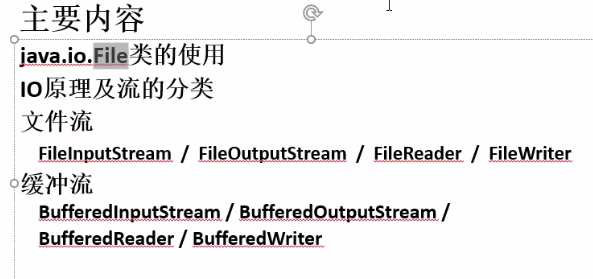 主要内容
java.io.File类的使用
IO原理及流的分类
文件流
FileInputStream / FileOutputStream / FileReader / FileWriter
缓冲流
BufferedInputStream / BufferedOutputStream /
BufferedReader / BufferedWriter